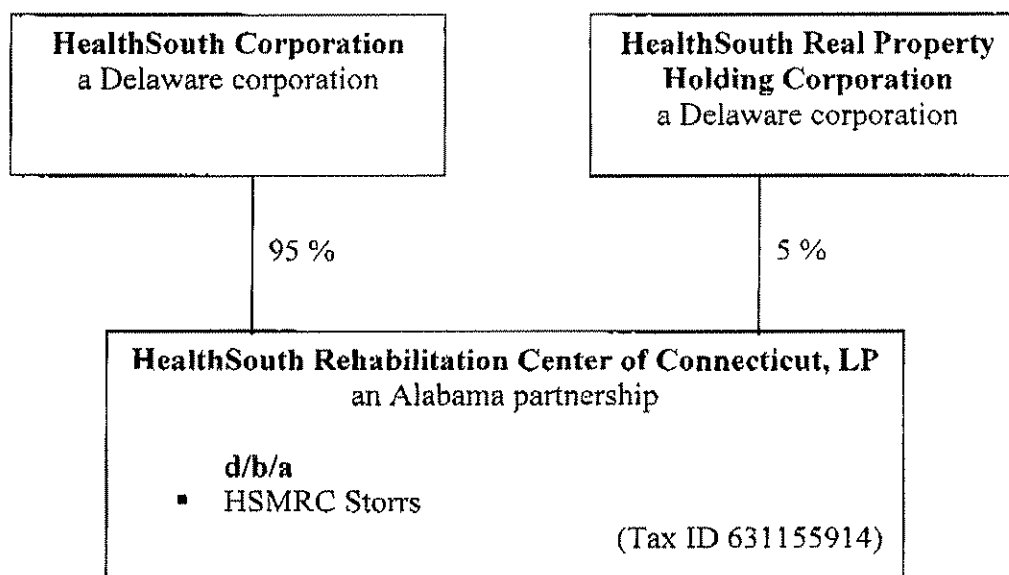 HealthSouth Corporation
a Delaware corporation
HealthSouth Real Property
Holding Corporation
a Delaware corporation
95 %
5 %
HealthSouth Rehabilitation Center of Connecticut, LP
an Alabama partnership
d/b/a
▪ HSMRC Storrs
(Tax ID 631155914)